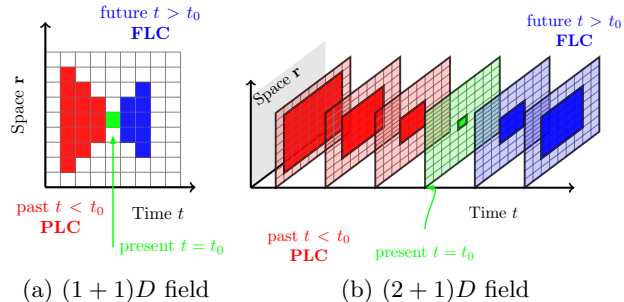 future t > t₀
FLC
Space r
past t < t₀
PLC
Time t
present t = t₀
(a) (1 + 1)D field
future t > t₀
FLC
Space r
Time t
past t < t₀
PLC
present t = t₀
(b) (2 + 1)D field